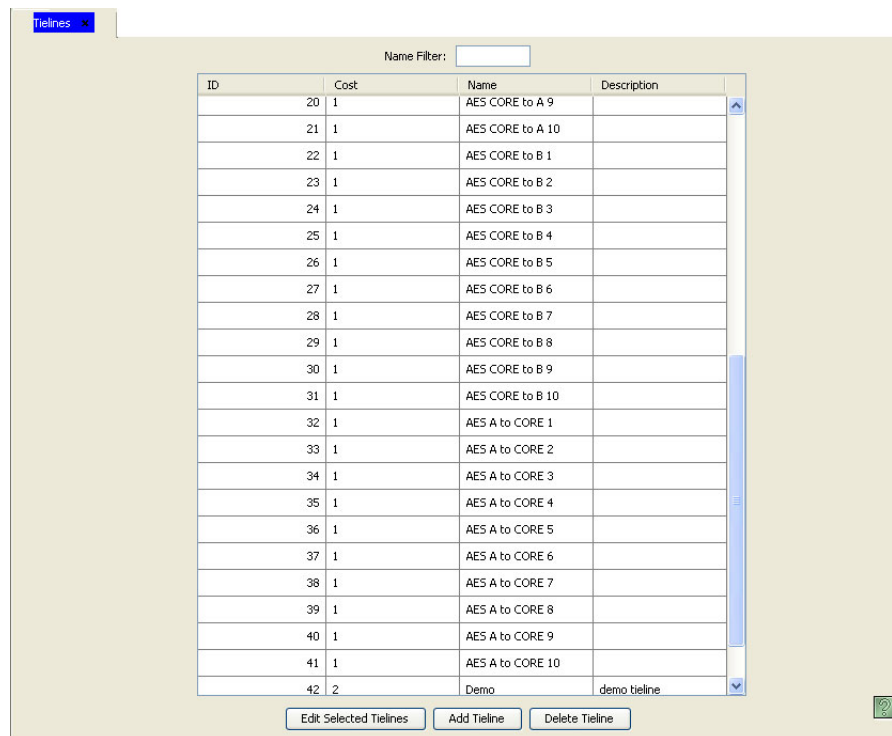 Tielines ×
Name Filter:
ID Cost Name Description
20 1 AES CORE to A 9
21 1 AES CORE to A 10
22 1 AES CORE to B 1
23 1 AES CORE to B 2
24 1 AES CORE to B 3
25 1 AES CORE to B 4
26 1 AES CORE to B 5
27 1 AES CORE to B 6
28 1 AES CORE to B 7
29 1 AES CORE to B 8
30 1 AES CORE to B 9
31 1 AES CORE to B 10
32 1 AES A to CORE 1
33 1 AES A to CORE 2
34 1 AES A to CORE 3
35 1 AES A to CORE 4
36 1 AES A to CORE 5
37 1 AES A to CORE 6
38 1 AES A to CORE 7
39 1 AES A to CORE 8
40 1 AES A to CORE 9
41 1 AES A to CORE 10
42 2 Demo demo tieline
Edit Selected Tielines Add Tieline Delete Tieline
?